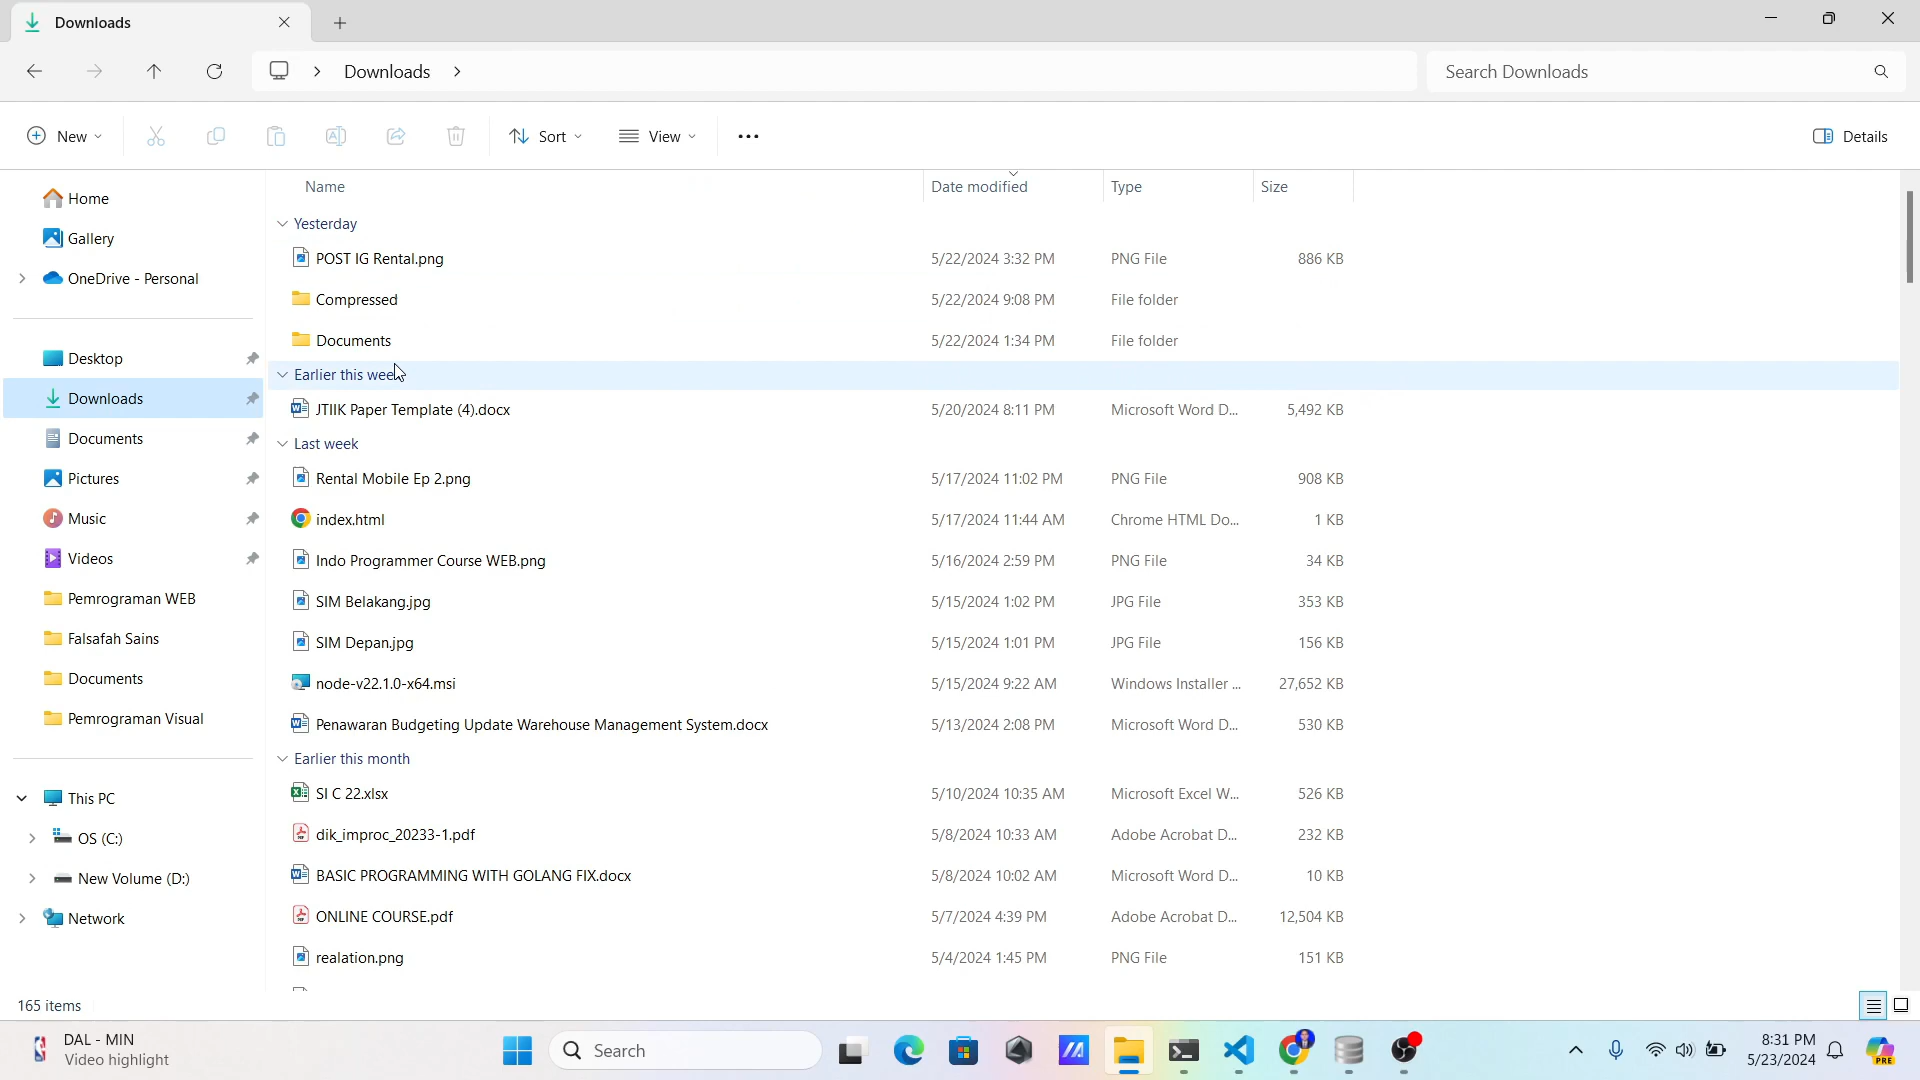 Downloads
Downloads
Search Downloads
New
Sort
View
Details
Name Date modified Type Size
Home
Gallery
OneDrive - Personal
Desktop
Downloads
Documents
Pictures
Music
Videos
Pemrograman WEB
Falsafah Sains
Documents
Pemrograman Visual
This PC
OS (C:)
New Volume (D:)
Network
Yesterday
POST IG Rental.png 5/22/2024 3:32 PM PNG File 886 KB
Compressed 5/22/2024 9:08 PM File folder
Documents 5/22/2024 1:34 PM File folder
Earlier this week
JTIIK Paper Template (4).docx 5/20/2024 8:11 PM Microsoft Word D... 5,492 KB
Last week
Rental Mobile Ep 2.png 5/17/2024 11:02 PM PNG File 908 KB
index.html 5/17/2024 11:44 AM Chrome HTML Do... 1 KB
Indo Programmer Course WEB.png 5/16/2024 2:59 PM PNG File 34 KB
SIM Belakang.jpg 5/15/2024 1:02 PM JPG File 353 KB
SIM Depan.jpg 5/15/2024 1:01 PM JPG File 156 KB
node-v22.1.0-x64.msi 5/15/2024 9:22 AM Windows Installer ... 27,652 KB
Penawaran Budgeting Update Warehouse Management System.docx 5/13/2024 2:08 PM Microsoft Word D... 530 KB
Earlier this month
SI C 22.xlsx 5/10/2024 10:35 AM Microsoft Excel W... 526 KB
dik_improc_20233-1.pdf 5/8/2024 10:33 AM Adobe Acrobat D... 232 KB
BASIC PROGRAMMING WITH GOLANG FIX.docx 5/8/2024 10:02 AM Microsoft Word D... 10 KB
ONLINE COURSE.pdf 5/7/2024 4:39 PM Adobe Acrobat D... 12,504 KB
realation.png 5/4/2024 1:45 PM PNG File 151 KB
165 items
DAL - MIN
Video highlight
Search
8:31 PM
5/23/2024
PRE